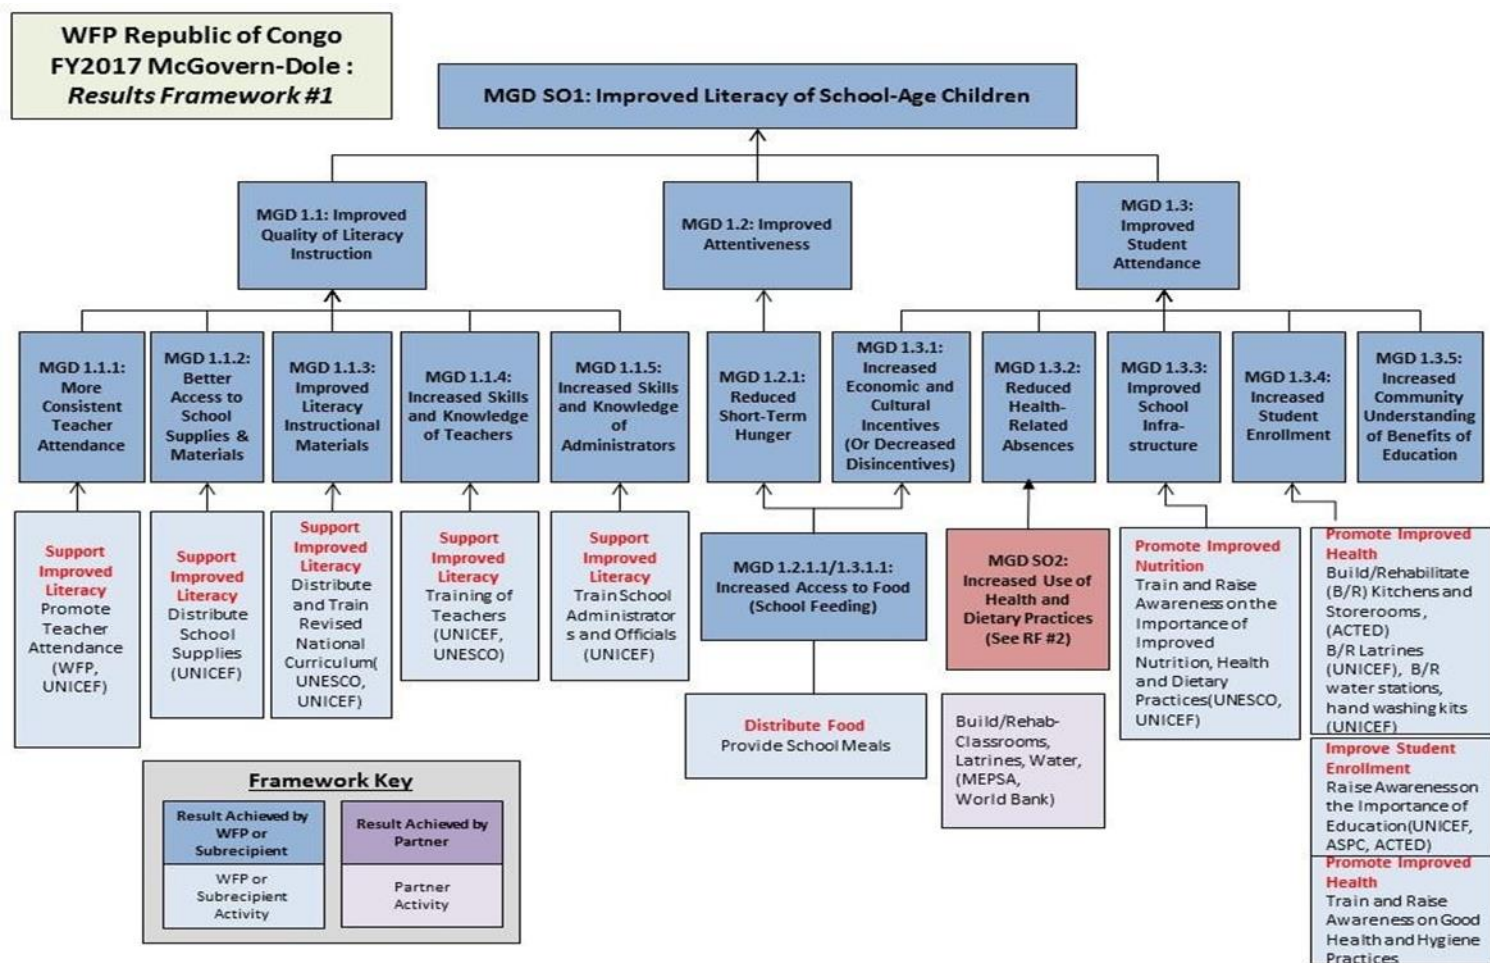 WFP Republic of Congo
FY2017 McGovern-Dole :
Results Framework #1
MGD SO1: Improved Literacy of School-Age Children
MGD 1.1: Improved
Quality of Literacy
Instruction
MGD 1.2: Improved
Attentiveness
MGD 1.3:
Improved
Student
Attendance
MGD 1.1.1:
More
Consistent
Teacher
Attendance
MGD 1.1.2:
Better
Access to
School
Supplies &
Materials
MGD 1.1.3:
Improved
Literacy
Instructional
Materials
MGD 1.1.4:
Increased Skills
and Knowledge
of Teachers
MGD 1.1.5:
Increased Skills
and Knowledge
of
Administrators
MGD 1.2.1:
Reduced
Short-Term
Hunger
MGD 1.3.1:
Increased
Economic and
Cultural
Incentives
(Or Decreased
Disincentives)
MGD 1.3.2:
Reduced
Health-
Related
Absences
MGD 1.3.3:
Improved
School
Infra-
structure
MGD 1.3.4:
Increased
Student
Enrollment
MGD 1.3.5:
Increased
Community
Understanding
of Benefits of
Education
Support
Improved
Literacy
Promote
Teacher
Attendance
(WFP,
UNICEF)
Support
Improved
Literacy
Distribute
School
Supplies
(UNICEF)
Support
Improved
Literacy
Distribute
and Train
Revised
National
Curriculum(
UNESCO,
UNICEF)
Support
Improved
Literacy
Training of
Teachers
(UNICEF,
UNESCO)
Support
Improved
Literacy
Train School
Administrator
s and Officials
(UNICEF)
MGD 1.2.1.1/1.3.1.1:
Increased Access to Food
(School Feeding)
MGD SO2:
Increased Use of
Health and
Dietary Practices
(See RF #2)
Promote Improved
Nutrition
Train and Raise
Awareness on the
Importance of
Improved
Nutrition, Health
and Dietary
Practices(UNESCO,
UNICEF)
Promote Improved
Health
Build/Rehabilitate
(B/R) Kitchens and
Storerooms,
(ACTED)
B/R Latrines
(UNICEF), B/R
water stations,
hand washing kits
(UNICEF)
Distribute Food
Provide School Meals
Build/Rehab-
Classrooms,
Latrines, Water,
(MEPSA,
World Bank)
Improve Student
Enrollment
Raise Awareness on
the Importance of
Education(UNICEF,
ASPC, ACTED)
Promote Improved
Health
Train and Raise
Awareness on Good
Health and Hygiene
Practices
Framework Key
Result Achieved by
WFP or
Subrecipient
Result Achieved by
Partner
WFP or
Subrecipient
Activity
Partner
Activity